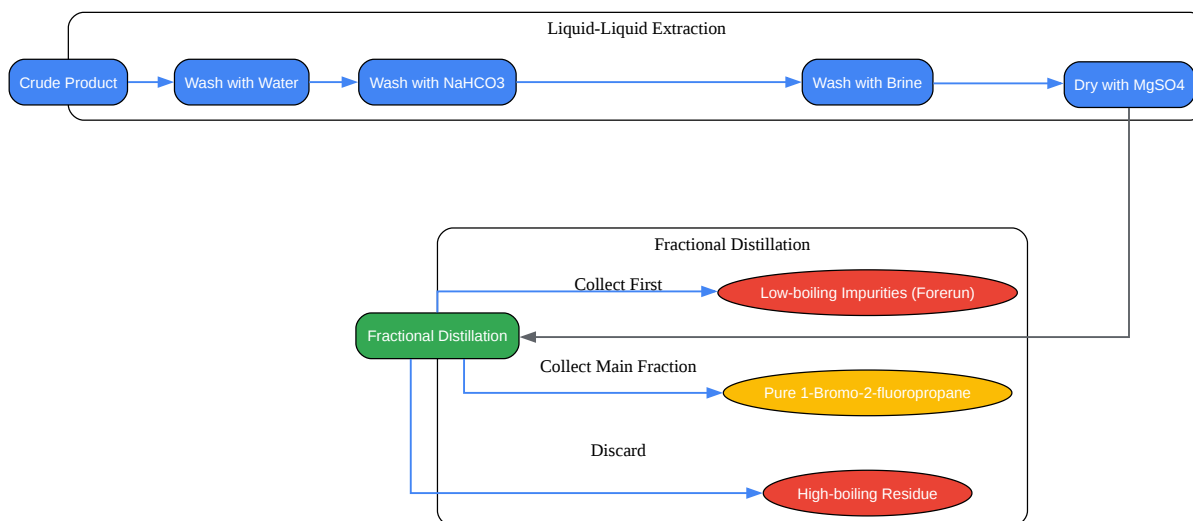 Liquid-Liquid Extraction
Crude Product
Wash with Water
Wash with NaHCO3
Wash with Brine
Dry with MgSO4
Fractional Distillation
Collect First
Low-boiling Impurities (Forerun)
Fractional Distillation
Collect Main Fraction
Pure 1-Bromo-2-fluoropropane
Discard
High-boiling Residue